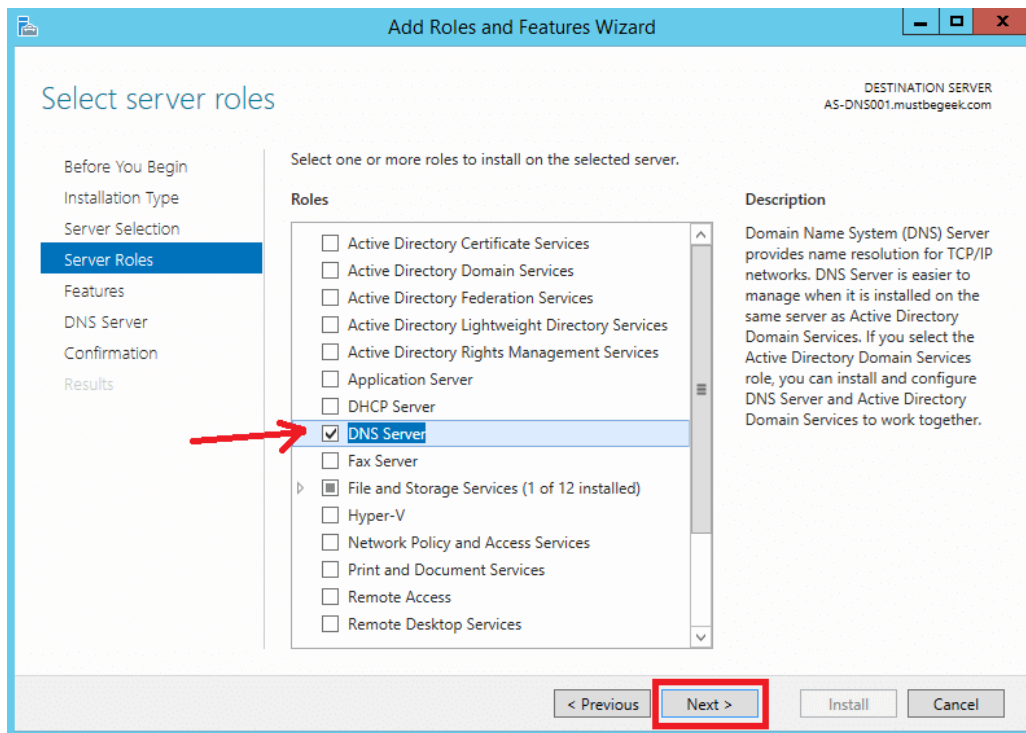 Add Roles and Features Wizard
x
Select server roles
DESTINATION SERVER
AS-DNS001.mustbegeek.com
Before You Begin
Installation Type
Server Selection
Server Roles
Features
DNS Server
Confirmation
Results
Select one or more roles to install on the selected server.
Roles
Active Directory Certificate Services
Active Directory Domain Services
Active Directory Federation Services
Active Directory Lightweight Directory Services
Active Directory Rights Management Services
Application Server
DHCP Server
DNS Server
Fax Server
File and Storage Services (1 of 12 installed)
Hyper-V
Network Policy and Access Services
Print and Document Services
Remote Access
Remote Desktop Services
Description
Domain Name System (DNS) Server
provides name resolution for TCP/IP
networks. DNS Server is easier to
manage when it is installed on the
same server as Active Directory
Domain Services. If you select the
Active Directory Domain Services
role, you can install and configure
DNS Server and Active Directory
Domain Services to work together.
< Previous
Next >
Install
Cancel